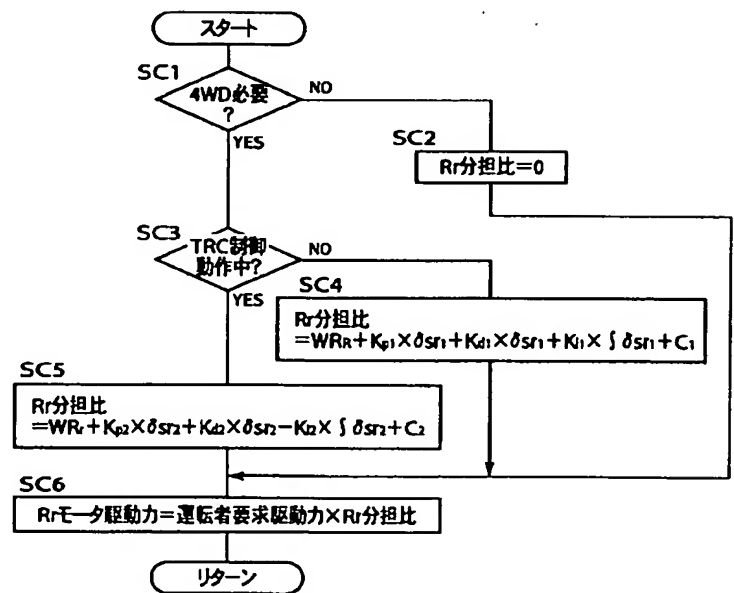 スタート
SC1
4WD必要
?
NO
YES
SC2
Rr分担比=0
SC3
TRC制御
動作中?
NO
YES
SC4
Rr分担比
=WRR+Kp1×δsr1+Kd1×δsr1+Ki1×∫δsr1+C1
SC5
Rr分担比
=WRr+Kp2×δsr2+Kd2×δsr2−Ki2×∫δsr2+C2
SC6
Rrモータ駆動力=運転者要求駆動力×Rr分担比
リターン